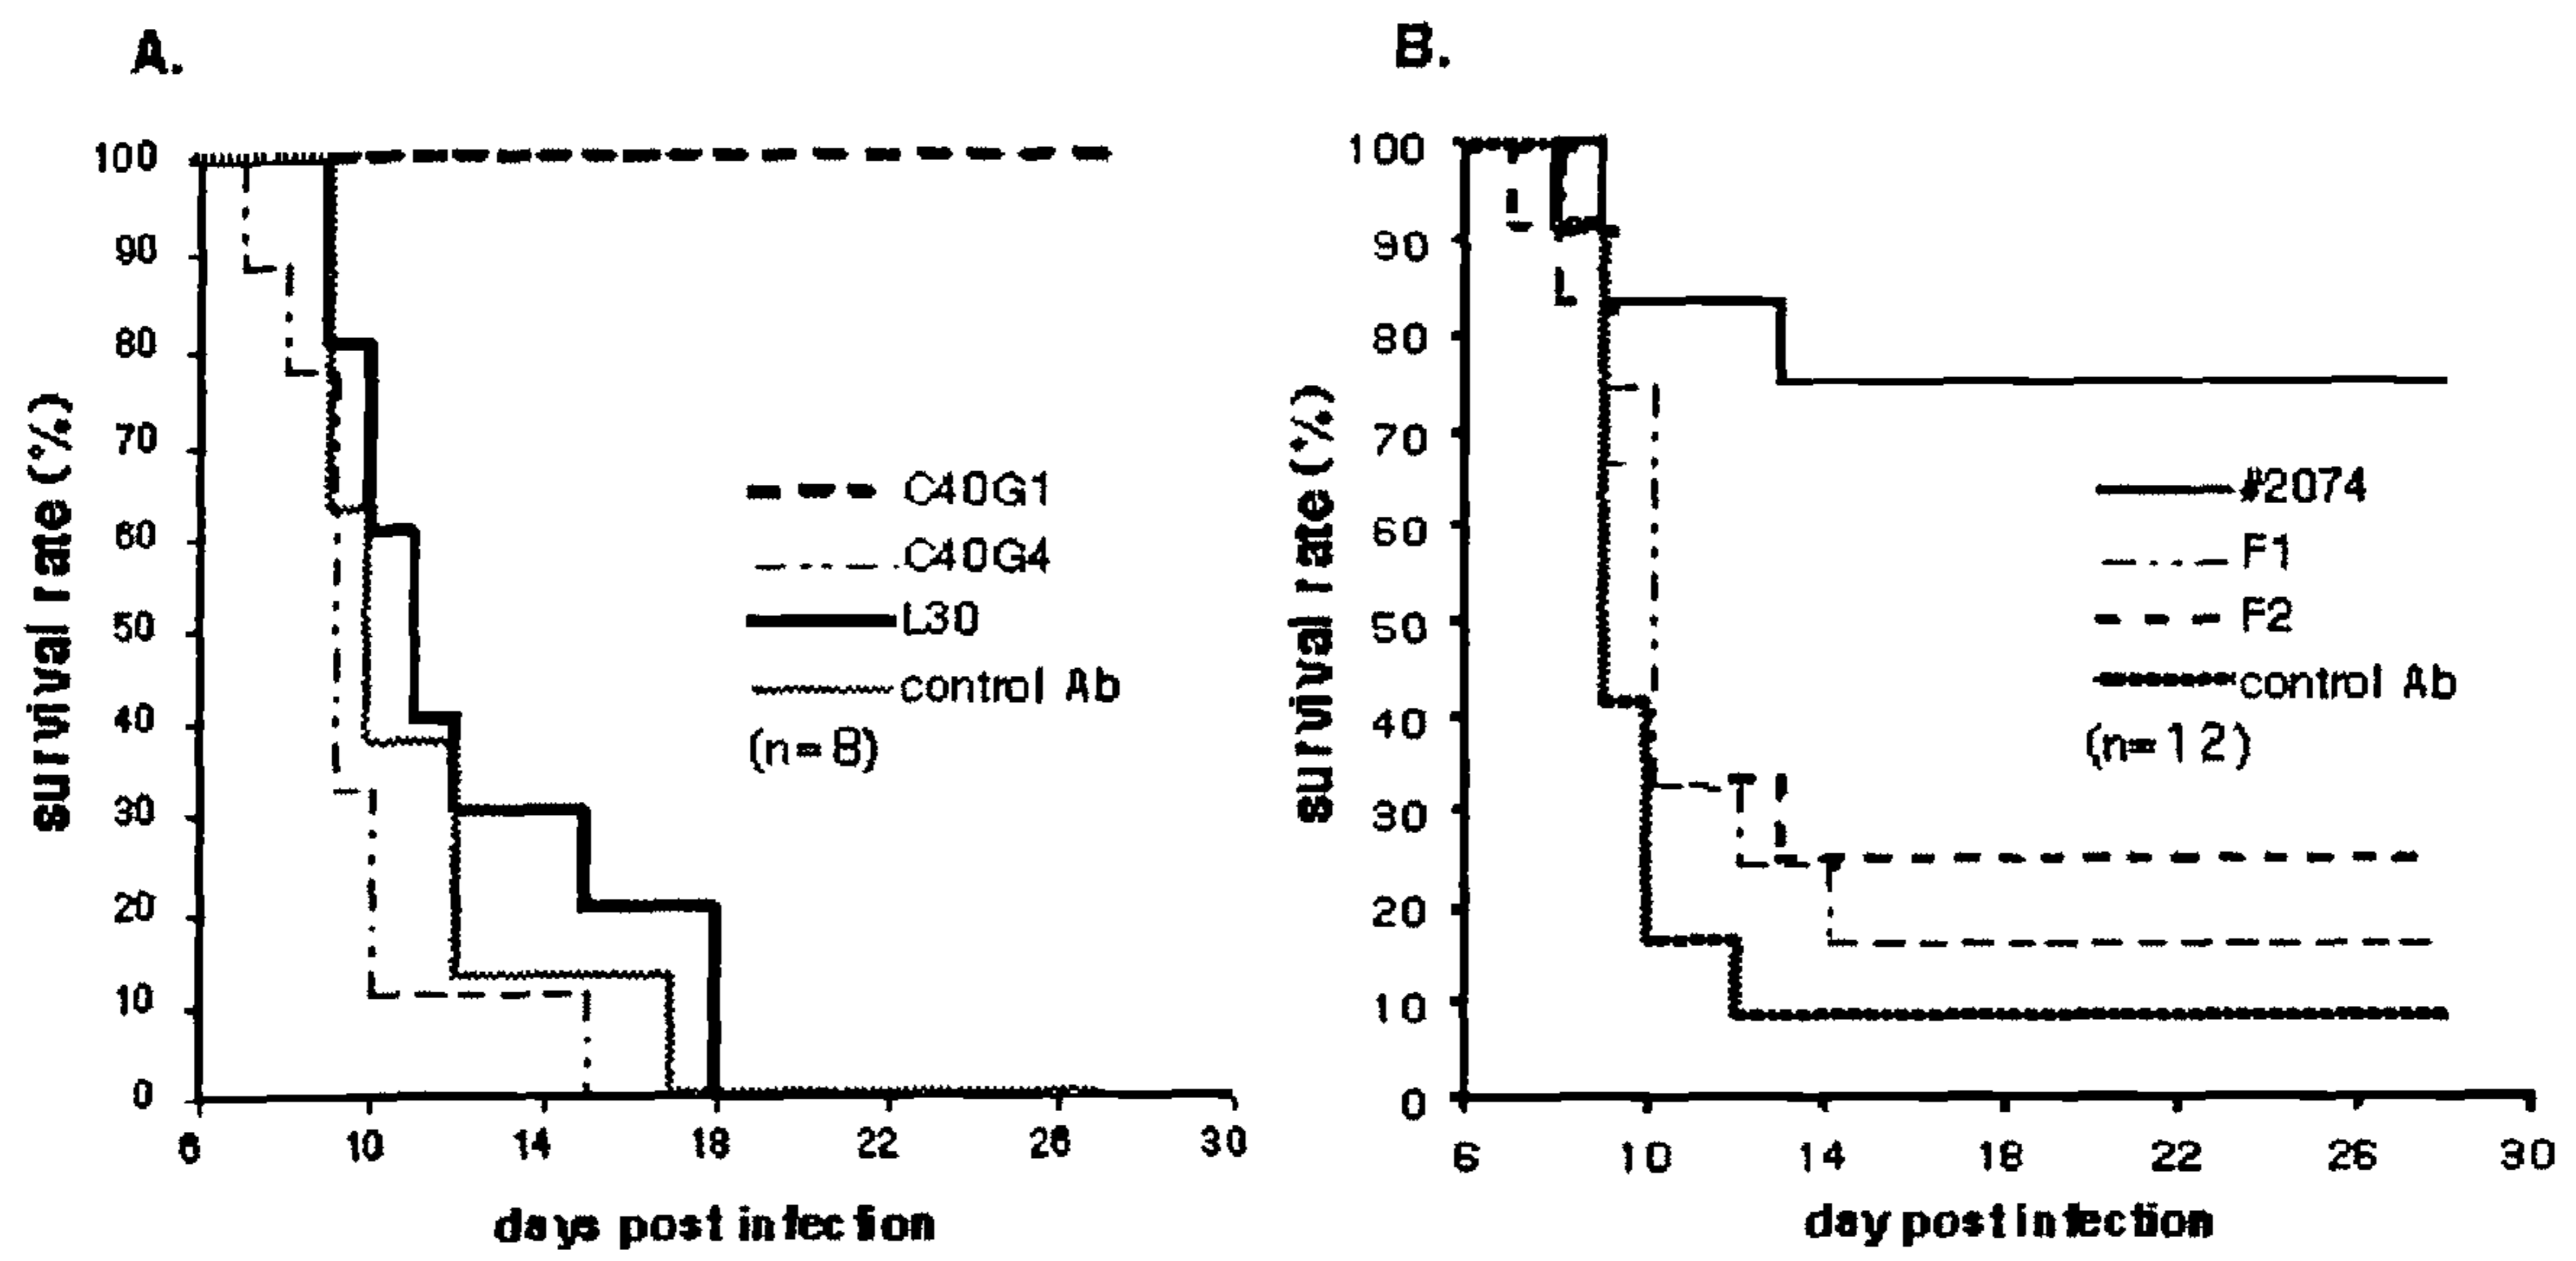 A.
survival rate (%)
100
90
80
70
60
50
40
30
20
10
0
6 10 14 18 22 26 30
days post infection
C40G1
C40G4
L30
control Ab
(n=8)
B.
survival rate (%)
100
90
80
70
60
50
40
30
20
10
0
6 10 14 18 22 26 30
day post infection
#2074
F1
F2
control Ab
(n=12)